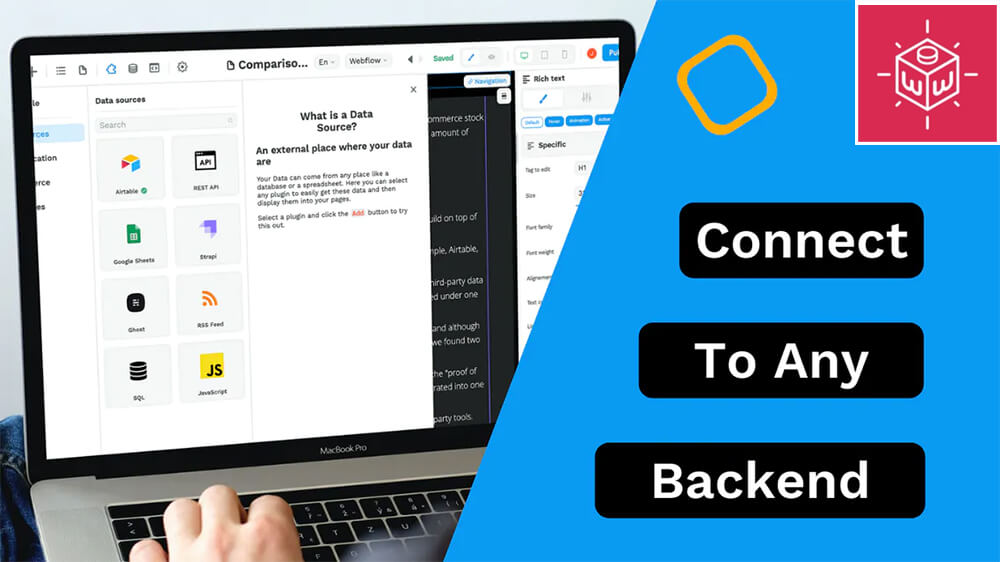 Compariso...
En
Webflow
Saved
Pu
Data sources
Search
Airtable
REST API
Google Sheets
Strapi
Ghost
RSS Feed
SQL
JS
JavaScript
API
What is a Data
Source?
An external place where your data
are
Your Data can come from any place like a
database or a spreadsheet. Here you can select
any plugin to easily get these data and then
display them into your pages.
Select a plugin and click the Add button to try
this out.
rces
ication
erce
es
Navigation
ommerce stock
amount of
uild on top of
mple, Airtable,
hird-party data
ed under one
and although
we found two
the "proof of
rated into one
party tools.
Rich text
Default
Hover
Animation
Specific
Tag to edit
H1
Size
Font family
Font weight
Alignement
MacBook Pro
W W
Connect
To Any
Backend